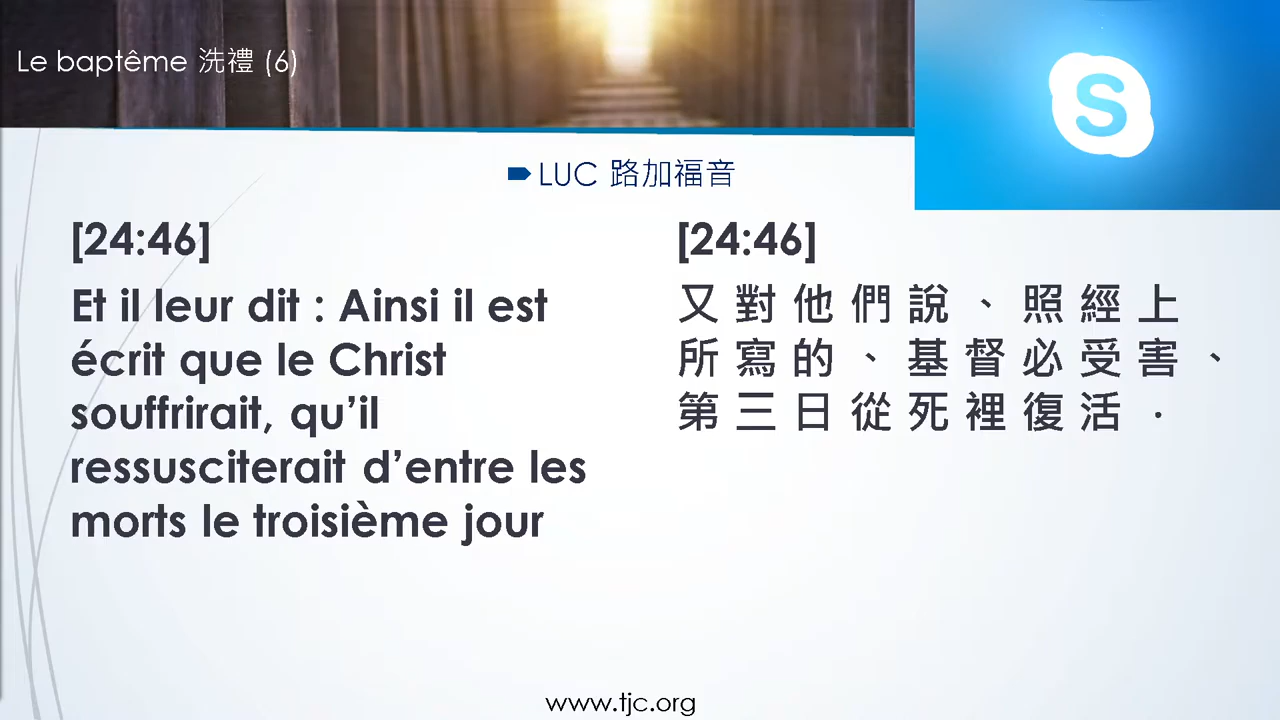 Le baptême 洗禮 (6)
S
LUC 路加福音
[24:46]
Et il leur dit : Ainsi il est
écrit que le Christ
souffrirait, qu’il
ressusciterait d’entre les
morts le troisième jour
[24:46]
又對他們說、照經上
所寫的、基督必受害、
第三日從死裡復活．
www.tjc.org